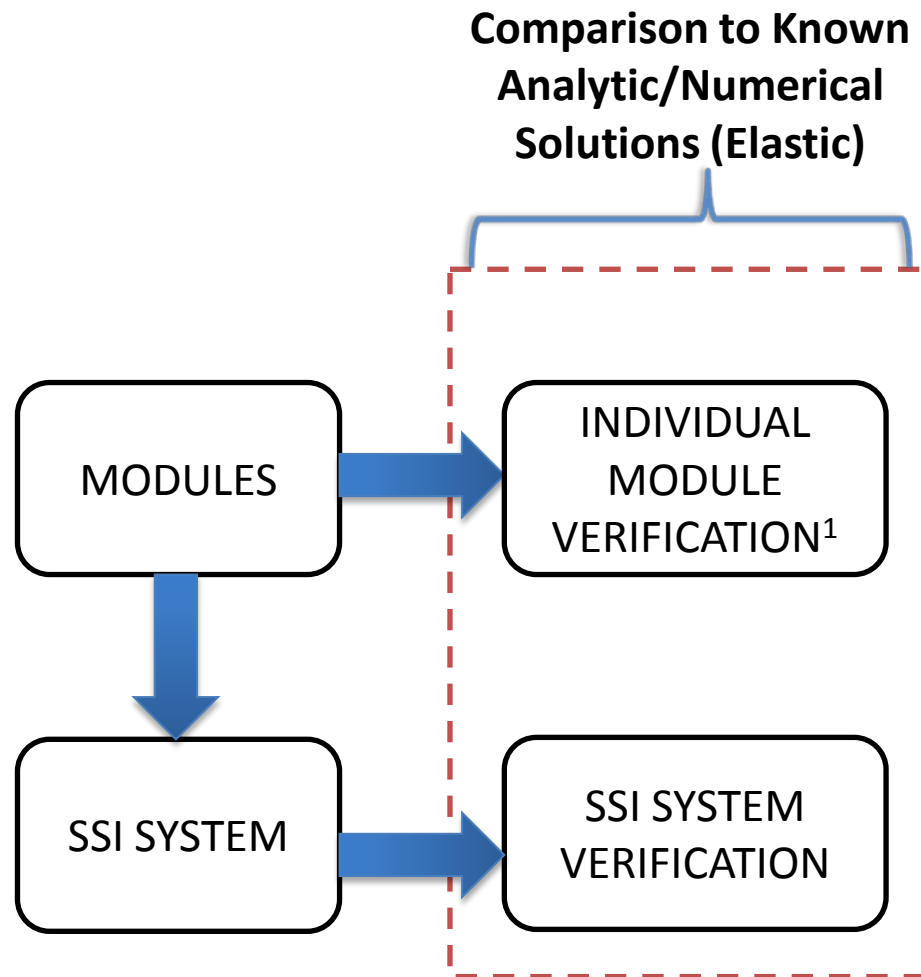 Comparison to Known
Analytic/Numerical
Solutions (Elastic)
MODULES
INDIVIDUAL
MODULE
VERIFICATION¹
SSI SYSTEM
SSI SYSTEM
VERIFICATION